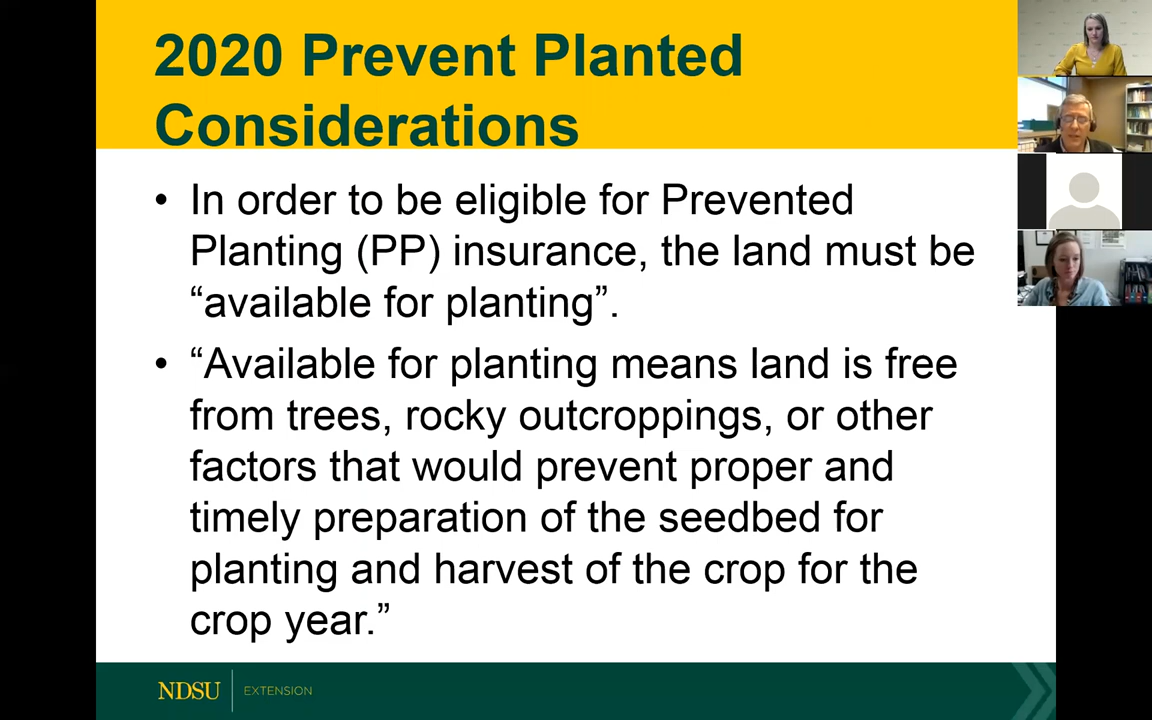 2020 Prevent Planted
Considerations
• In order to be eligible for Prevented
Planting (PP) insurance, the land must be
“available for planting”.
• “Available for planting means land is free
from trees, rocky outcroppings, or other
factors that would prevent proper and
timely preparation of the seedbed for
planting and harvest of the crop for the
crop year.”
NDSU EXTENSION